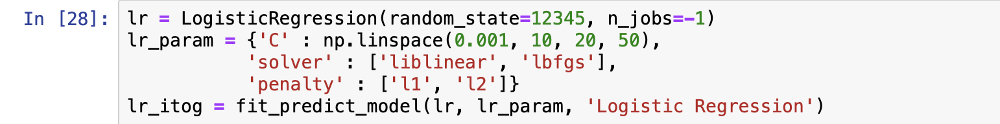 In [28]: lr = LogisticRegression(random_state=12345, n_jobs=-1)
lr_param = {'C' : np.linspace(0.001, 10, 20, 50),
'solver' : ['liblinear', 'lbfgs'],
'penalty' : ['l1', 'l2']}
lr_itog = fit_predict_model(lr, lr_param, 'Logistic Regression')